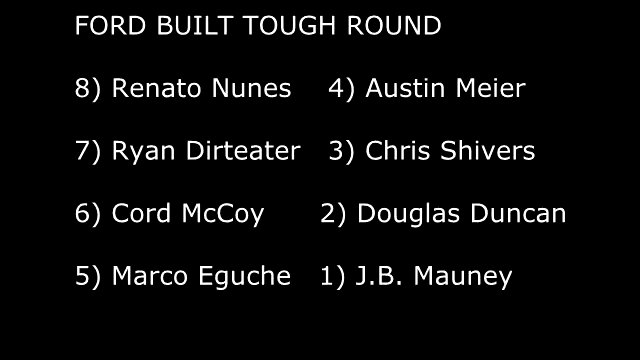 FORD BUILT TOUGH ROUND
8) Renato Nunes 4) Austin Meier
7) Ryan Dirteater 3) Chris Shivers
6) Cord McCoy 2) Douglas Duncan
5) Marco Eguche 1) J.B. Mauney